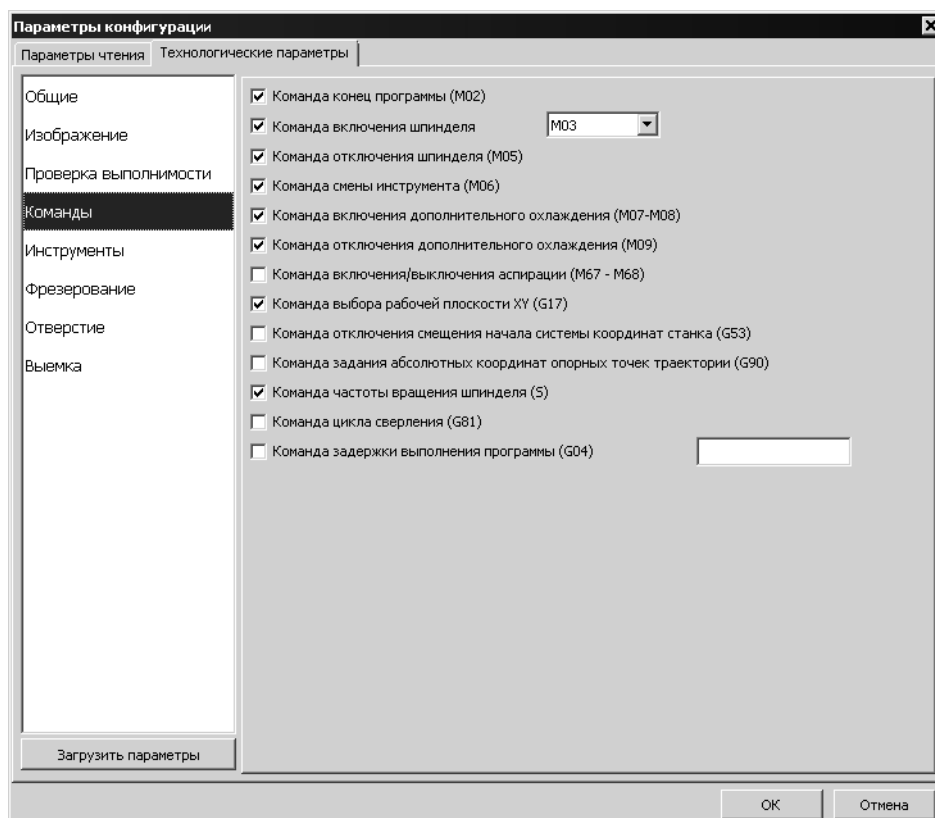 Параметры конфигурации
Параметры чтения Технологические параметры
Общие
Изображение
Проверка выполнимости
Команды
Инструменты
Фрезерование
Отверстие
Выемка
Загрузить параметры
Команда конец программы (M02)
Команда включения шпинделя M03
Команда отключения шпинделя (M05)
Команда смены инструмента (M06)
Команда включения дополнительного охлаждения (M07-M08)
Команда отключения дополнительного охлаждения (M09)
Команда включения/выключения аспирации (M67 - M68)
Команда выбора рабочей плоскости XY (G17)
Команда отключения смещения начала системы координат станка (G53)
Команда задания абсолютных координат опорных точек траектории (G90)
Команда частоты вращения шпинделя (S)
Команда цикла сверления (G81)
Команда задержки выполнения программы (G04)
OK Отмена